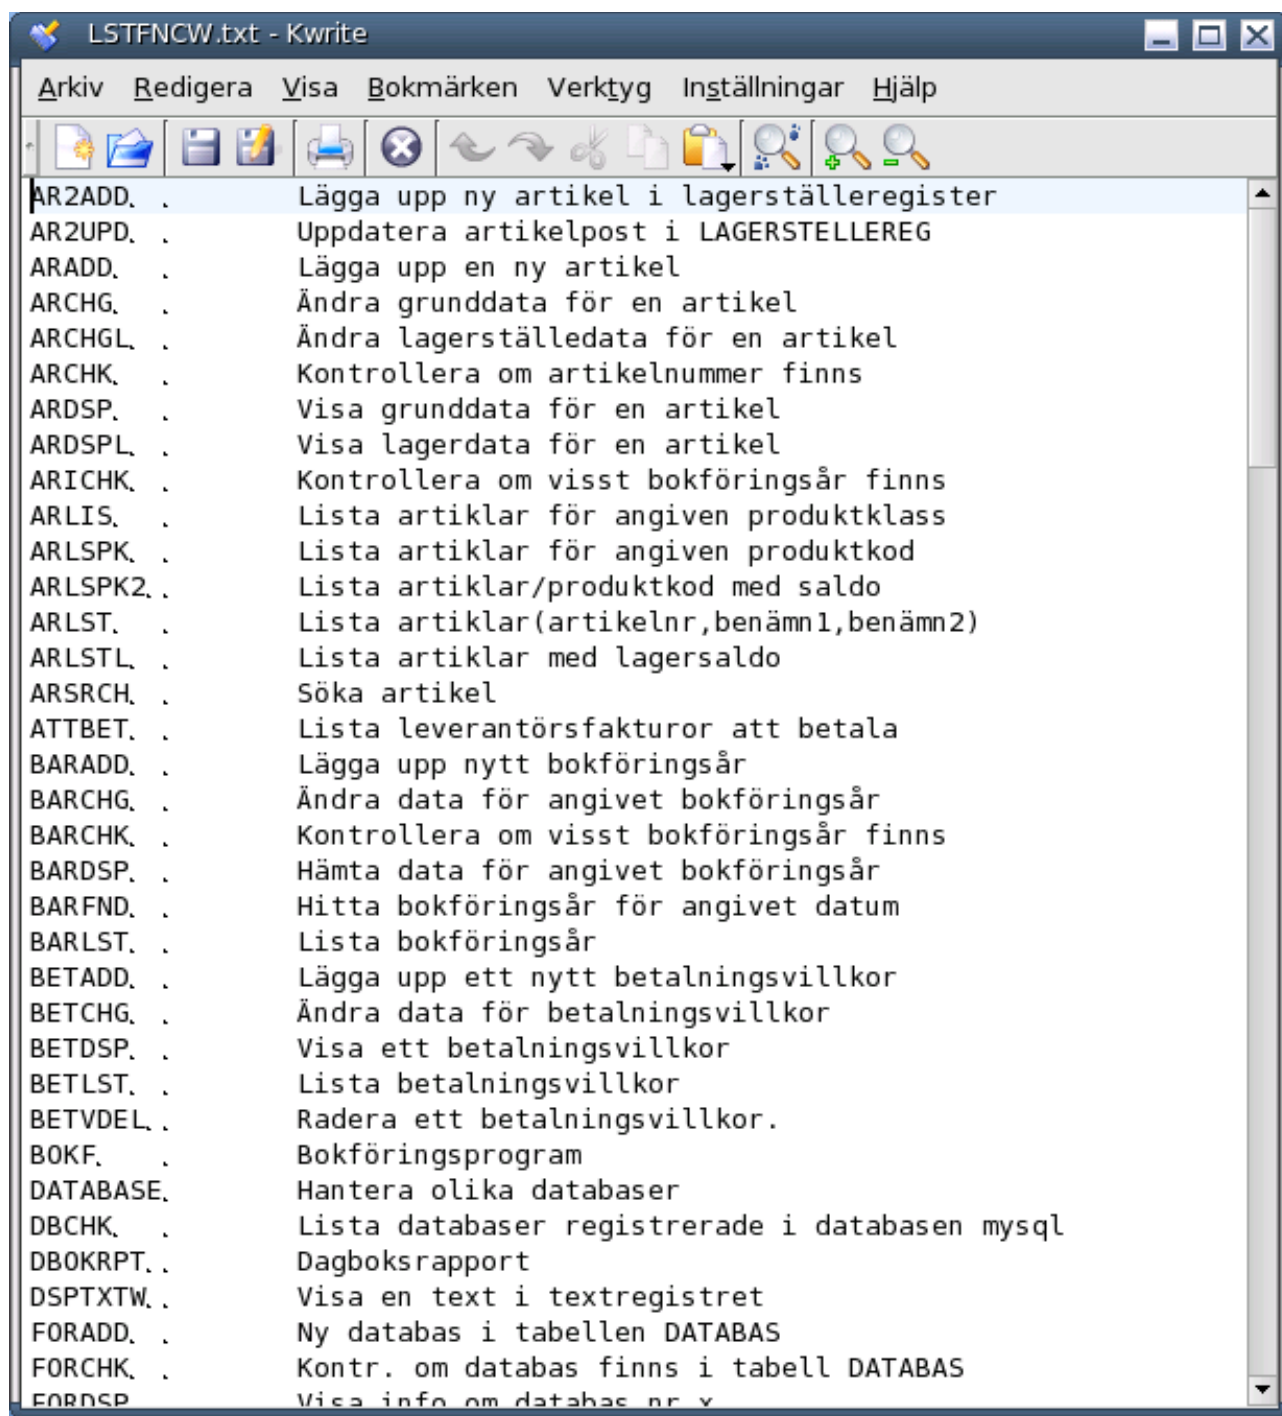 LSTFNCW.txt - Kwrite
Arkiv Redigera Visa Bokmärken Verktyg Inställningar Hjälp
AR2ADD. . Lägga upp ny artikel i lagerställeregister
AR2UPD. . Uppdatera artikelpost i LAGERSTELLEREG
ARADD. . Lägga upp en ny artikel
ARCHG. . Ändra grunddata för en artikel
ARCHGL. . Ändra lagerställedata för en artikel
ARCHK. . Kontrollera om artikelnummer finns
ARDSP. . Visa grunddata för en artikel
ARDSPL. . Visa lagerdata för en artikel
ARICHK. . Kontrollera om visst bokföringsår finns
ARLIS. . Lista artiklar för angiven produktklass
ARLSPK. . Lista artiklar för angiven produktkod
ARLSPK2. . Lista artiklar/produktkod med saldo
ARLST. . Lista artiklar(artikelnr,benämn1,benämn2)
ARLSTL. . Lista artiklar med lagersaldo
ARSRCH. . Söka artikel
ATTBET. . Lista leverantörsfakturor att betala
BARADD. . Lägga upp nytt bokföringsår
BARCHG. . Ändra data för angivet bokföringsår
BARCHK. . Kontrollera om visst bokföringsår finns
BARDSP. . Hämta data för angivet bokföringsår
BARFND. . Hitta bokföringsår för angivet datum
BARLST. . Lista bokföringsår
BETADD. . Lägga upp ett nytt betalningsvillkor
BETCHG. . Ändra data för betalningsvillkor
BETDSP. . Visa ett betalningsvillkor
BETLST. . Lista betalningsvillkor
BETVDEL. . Radera ett betalningsvillkor.
BOKF. . Bokföringsprogram
DATABASE. Hantera olika databaser
DBCHK. . Lista databaser registrerade i databasen mysql
DBOKRPT. . Dagboksrapport
DSPTXTW. . Visa en text i textregistret
FORADD. . Ny databas i tabellen DATABAS
FORCHK. . Kontr. om databas finns i tabell DATABAS
FORDSP Visa info om databas nr x